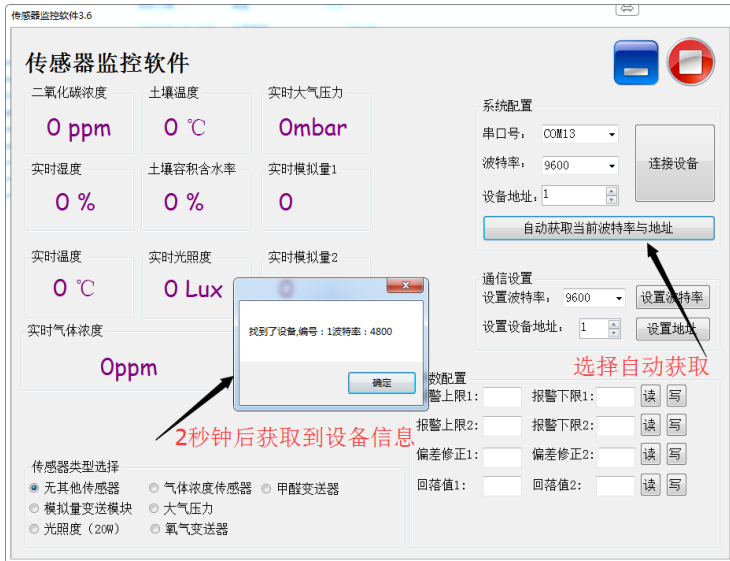 传感器监控软件3.6
传感器监控软件
二氧化碳浓度
0 ppm
土壤温度
0 ℃
实时大气压力
0mbar
实时湿度
0 %
土壤容积含水率
0 %
实时模拟量1
0
实时温度
0 ℃
实时光照度
0 Lux
实时模拟量2
0
实时气体浓度
0ppm
系统配置
串口号: COM13
波特率: 9600
设备地址: 1
连接设备
自动获取当前波特率与地址
通信设置
设置波特率: 9600 设置波特率
设置设备地址: 1 设置地址
选择自动获取
找到了设备,编号:1波特率:4800
确定
2秒钟后获取到设备信息
数配置
警上限1: 报警下限1: 读 写
报警上限2: 报警下限2: 读 写
偏差修正1: 偏差修正2: 读 写
回落值1: 回落值2: 读 写
传感器类型选择
无其他传感器 气体浓度传感器 甲醛变送器
模拟量变送模块 大气压力
光照度(20W) 氧气变送器